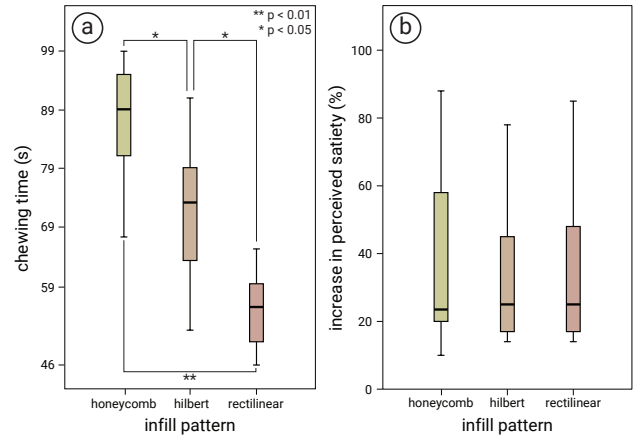 a
** p < 0.01
* p < 0.05
chewing time (s)
99
89
79
69
59
46
*
*
**
honeycomb hilbert rectilinear
infill pattern
b
increase in perceived satiety (%)
100
80
60
40
20
0
honeycomb hilbert rectilinear
infill pattern